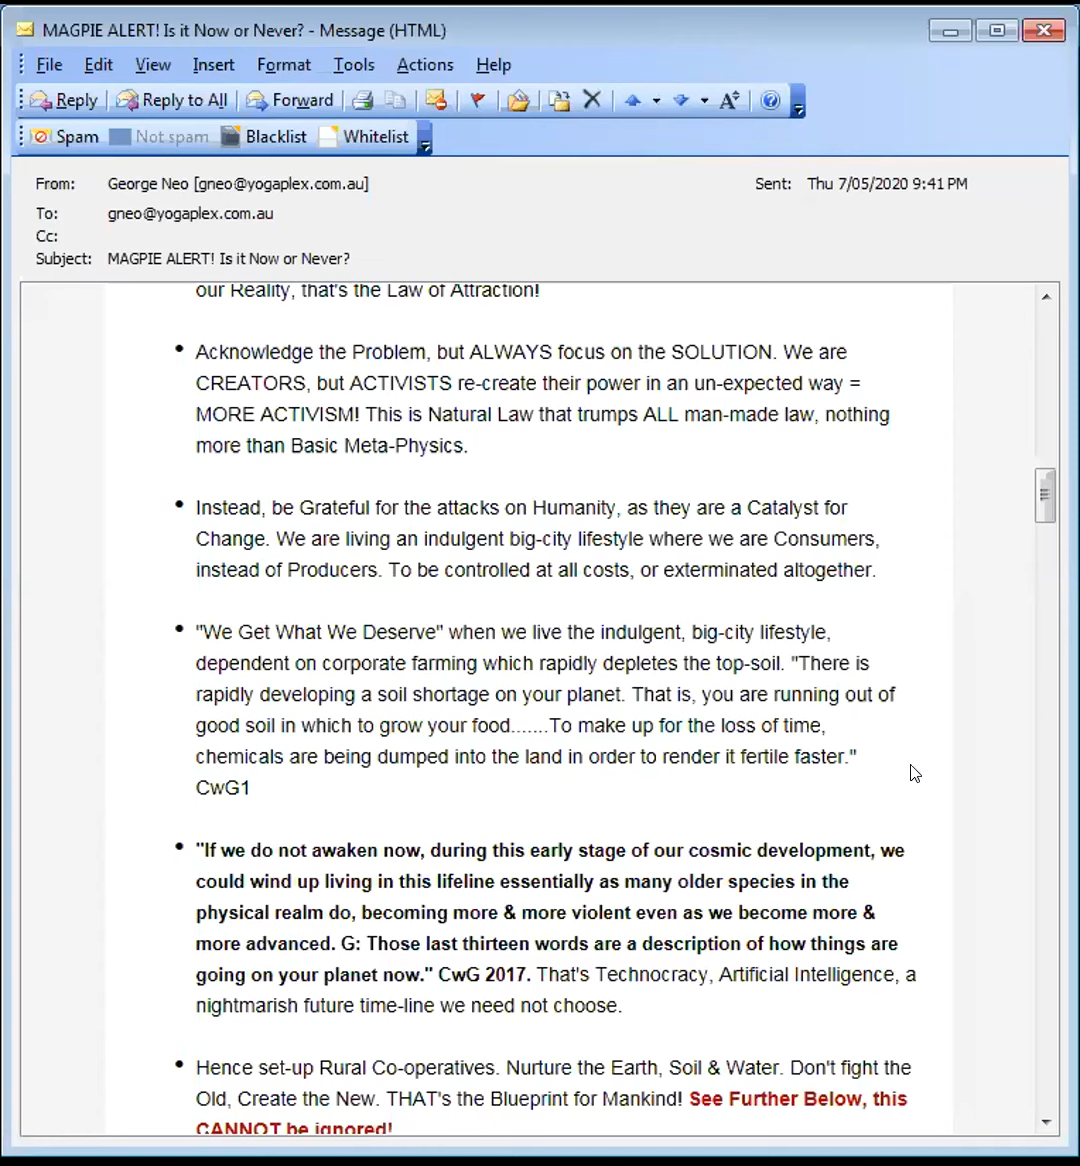 MAGPIE ALERT! Is it Now or Never? - Message (HTML)
File Edit View Insert Format Tools Actions Help
Reply Reply to All Forward
Spam Not spam Blacklist Whitelist
From: George Neo [gneo@yogaplex.com.au] Sent: Thu 7/05/2020 9:41 PM
To: gneo@yogaplex.com.au
Cc:
Subject: MAGPIE ALERT! Is it Now or Never?
our Reality, that's the Law of Attraction!
• Acknowledge the Problem, but ALWAYS focus on the SOLUTION. We are
CREATORS, but ACTIVISTS re-create their power in an un-expected way =
MORE ACTIVISM! This is Natural Law that trumps ALL man-made law, nothing
more than Basic Meta-Physics.
• Instead, be Grateful for the attacks on Humanity, as they are a Catalyst for
Change. We are living an indulgent big-city lifestyle where we are Consumers,
instead of Producers. To be controlled at all costs, or exterminated altogether.
• "We Get What We Deserve" when we live the indulgent, big-city lifestyle,
dependent on corporate farming which rapidly depletes the top-soil. "There is
rapidly developing a soil shortage on your planet. That is, you are running out of
good soil in which to grow your food.......To make up for the loss of time,
chemicals are being dumped into the land in order to render it fertile faster."
CwG1
• "If we do not awaken now, during this early stage of our cosmic development, we
could wind up living in this lifeline essentially as many older species in the
physical realm do, becoming more & more violent even as we become more &
more advanced. G: Those last thirteen words are a description of how things are
going on your planet now." CwG 2017. That's Technocracy, Artificial Intelligence, a
nightmarish future time-line we need not choose.
• Hence set-up Rural Co-operatives. Nurture the Earth, Soil & Water. Don't fight the
Old, Create the New. THAT's the Blueprint for Mankind! See Further Below, this
CANNOT be ignored!